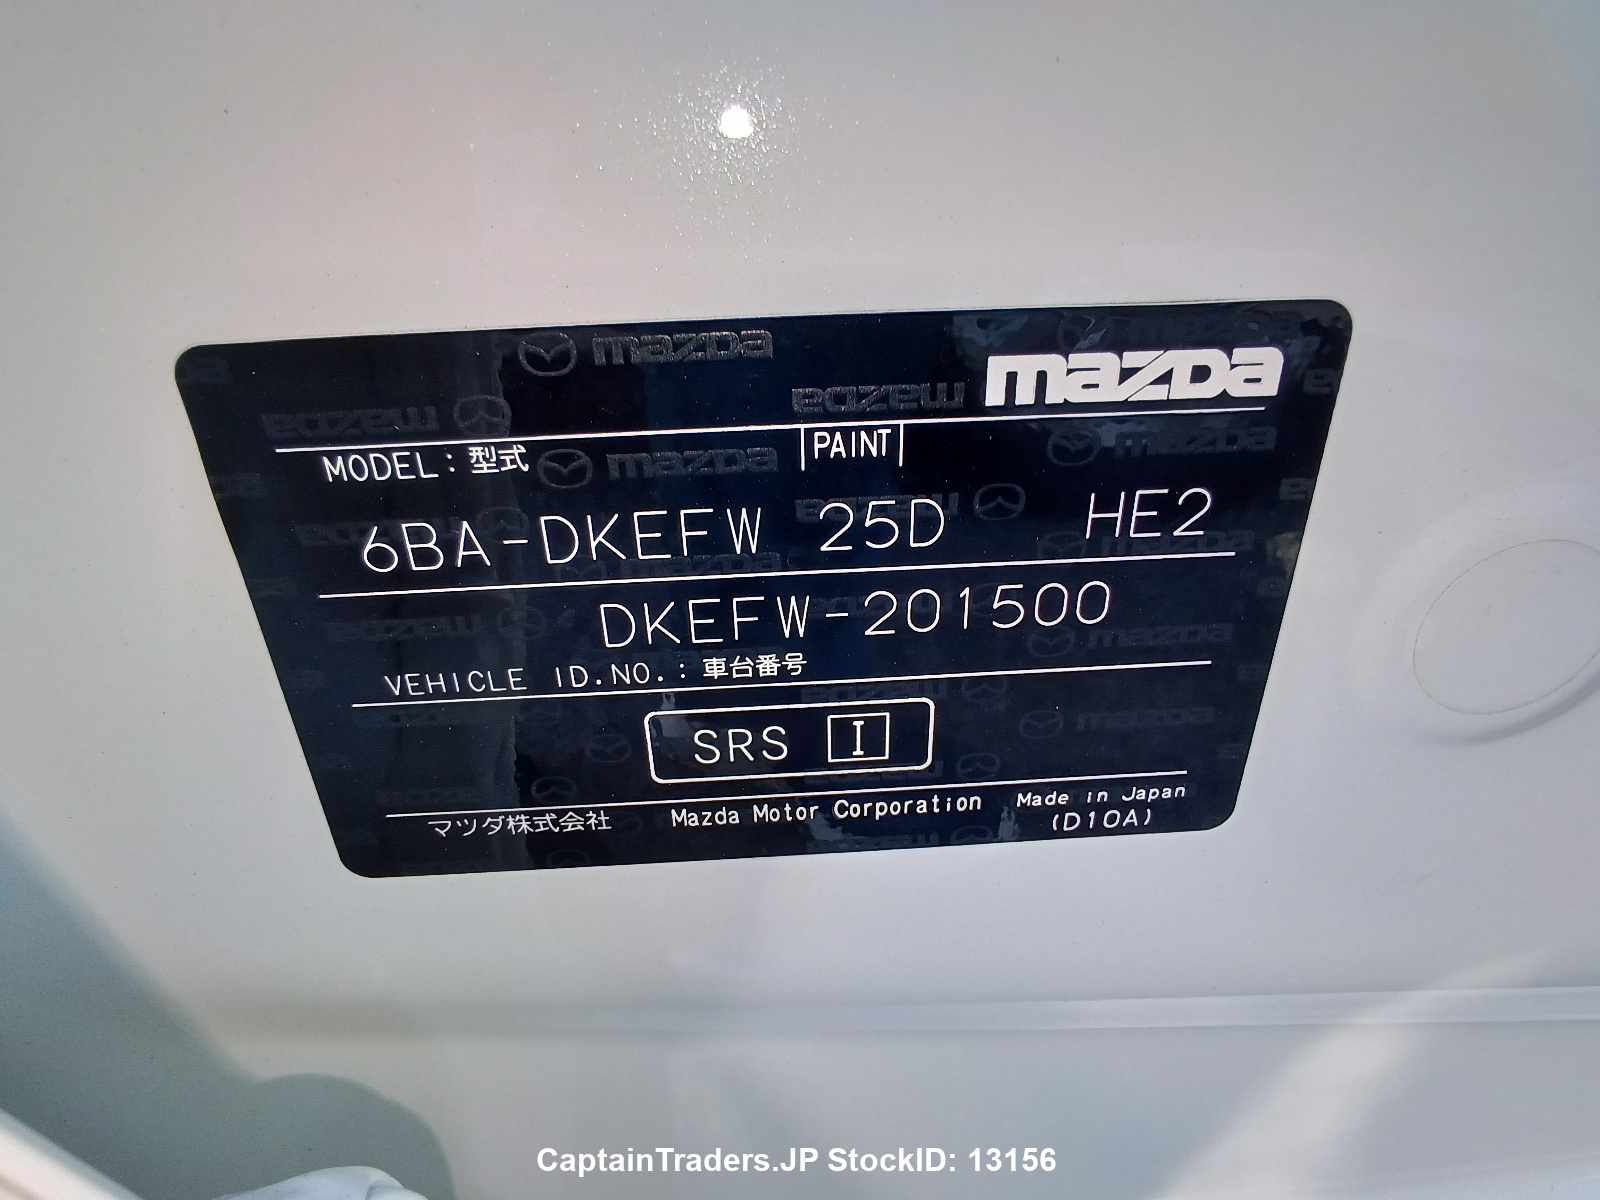 mazda
MODEL:型式 PAINT
6BA-DKEFW 25D HE2
DKEFW-201500
VEHICLE ID.NO.:車台番号
SRS I
マツダ株式会社 Mazda Motor Corporation Made in Japan
(D10A)
CaptainTraders.JP StockID: 13156